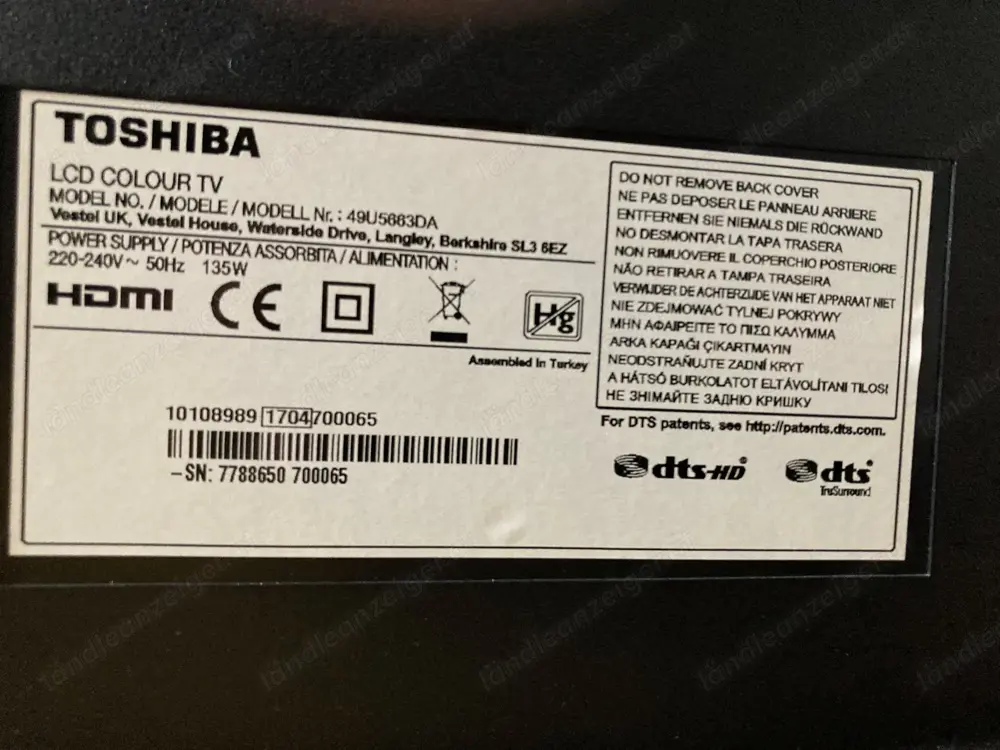 TOSHIBA
LCD COLOUR TV
MODEL NO. / MODELE / MODELL Nr. : 49U5663DA
Vestel UK, Vestel House, Waterside Drive, Langley, Berkshire SL3 6EZ
POWER SUPPLY / POTENZA ASSORBITA / ALIMENTATION :
220-240V ~ 50Hz 135W
HDMI CE
Hg
Assembled in Turkey
10108989 1704 700065
-SN: 7788650 700065
DO NOT REMOVE BACK COVER
NE PAS DEPOSER LE PANNEAU ARRIERE
ENTFERNEN SIE NIEMALS DIE RÜCKWAND
NO DESMONTAR LA TAPA TRASERA
NON RIMUOVERE IL COPERCHIO POSTERIORE
NÃO RETIRAR A TAMPA TRASEIRA
VERWIJDER DE ACHTERZIJDE VAN HET APPARAAT NIET
NIE ZDEJMOWAĆ TYLNEJ POKRYWY
ΜΗΝ ΑΦΑΙΡΕΙΤΕ ΤΟ ΠΙΣΩ ΚΑΛΥΜΜΑ
ARKA KAPAĞI ÇIKARTMAYIN
NEODSTRAŇUJTE ZADNÍ KRYT
A HÁTSÓ BURKOLATOT ELTÁVOLÍTANI TILOS!
НЕ ЗНІМАЙТЕ ЗАДНЮ КРИШКУ
For DTS patents, see http://patents.dts.com.
dts-HD®
dts®
TruSurround
ländleanzeiger.at